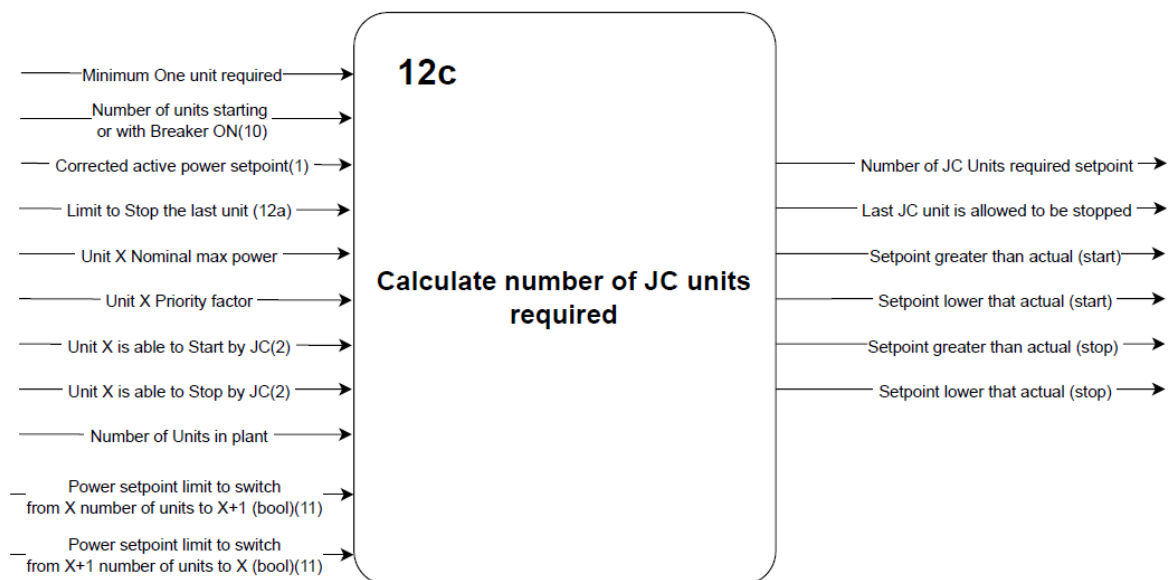 12c
Minimum One unit required
Number of units starting
or with Breaker ON(10)
Corrected active power setpoint(1)
Limit to Stop the last unit (12a)
Unit X Nominal max power
Unit X Priority factor
Unit X is able to Start by JC(2)
Unit X is able to Stop by JC(2)
Number of Units in plant
Power setpoint limit to switch
from X number of units to X+1 (bool)(11)
Power setpoint limit to switch
from X+1 number of units to X (bool)(11)
Calculate number of JC units
required
Number of JC Units required setpoint
Last JC unit is allowed to be stopped
Setpoint greater than actual (start)
Setpoint lower that actual (start)
Setpoint greater than actual (stop)
Setpoint lower that actual (stop)